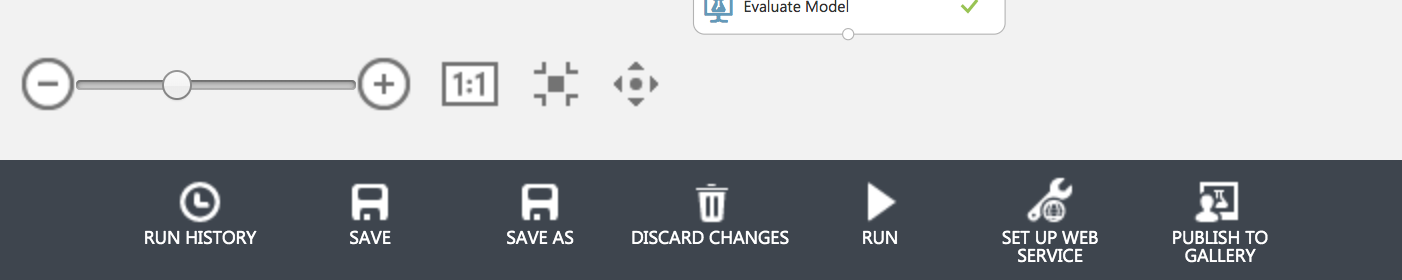 Evaluate Model
1:1
RUN HISTORY
SAVE
SAVE AS
DISCARD CHANGES
RUN
SET UP WEB
SERVICE
PUBLISH TO
GALLERY